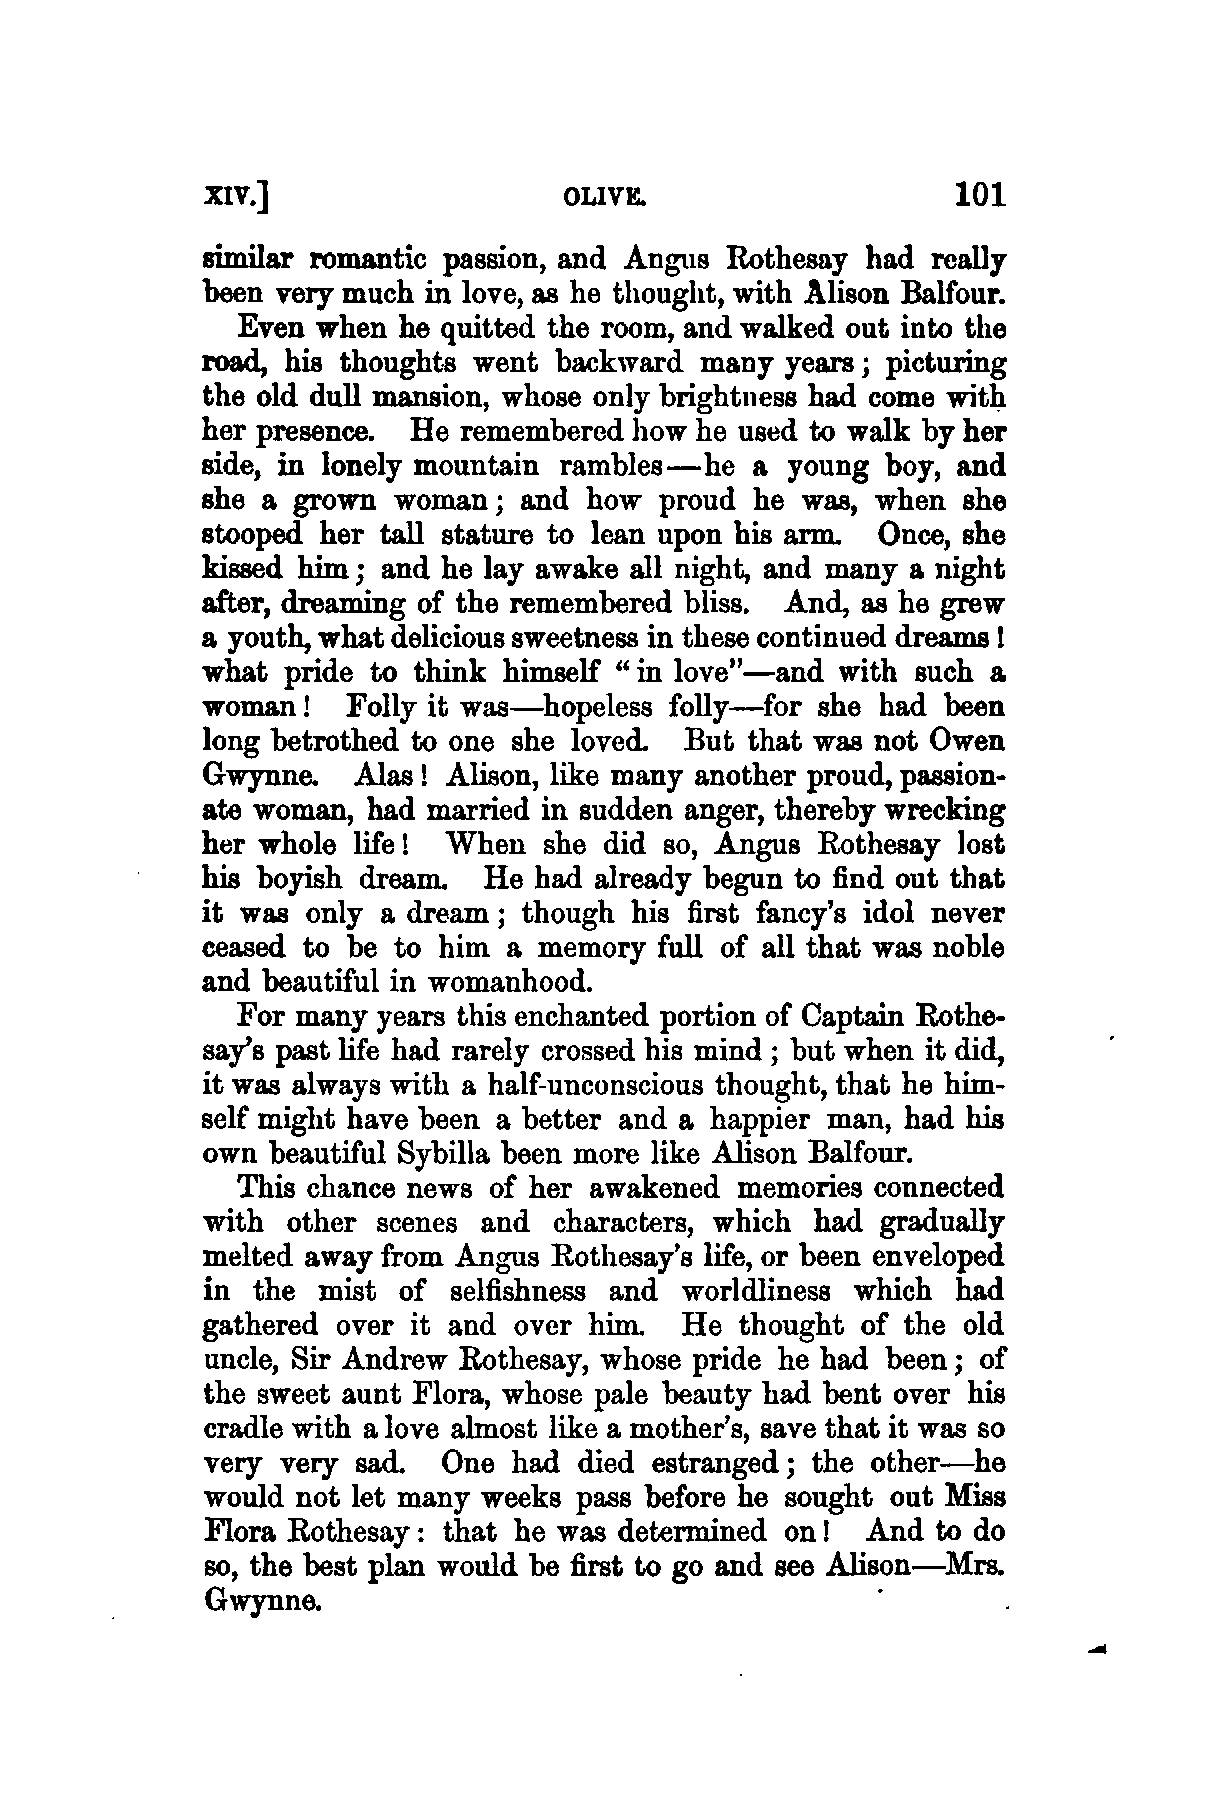 XIV.] OLIVE. 101
similar romantic passion, and Angus Rothesay had really
been very much in love, as he thought, with Alison Balfour.
Even when he quitted the room, and walked out into the
road, his thoughts went backward many years; picturing
the old dull mansion, whose only brightness had come with
her presence. He remembered how he used to walk by her
side, in lonely mountain rambles—he a young boy, and
she a grown woman; and how proud he was, when she
stooped her tall stature to lean upon his arm. Once, she
kissed him; and he lay awake all night, and many a night
after, dreaming of the remembered bliss. And, as he grew
a youth, what delicious sweetness in these continued dreams!
what pride to think himself "in love"—and with such a
woman! Folly it was—hopeless folly—for she had been
long betrothed to one she loved. But that was not Owen
Gwynne. Alas! Alison, like many another proud, passion-
ate woman, had married in sudden anger, thereby wrecking
her whole life! When she did so, Angus Rothesay lost
his boyish dream. He had already begun to find out that
it was only a dream; though his first fancy's idol never
ceased to be to him a memory full of all that was noble
and beautiful in womanhood.
For many years this enchanted portion of Captain Rothe-
say's past life had rarely crossed his mind; but when it did,
it was always with a half-unconscious thought, that he him-
self might have been a better and a happier man, had his
own beautiful Sybilla been more like Alison Balfour.
This chance news of her awakened memories connected
with other scenes and characters, which had gradually
melted away from Angus Rothesay's life, or been enveloped
in the mist of selfishness and worldliness which had
gathered over it and over him. He thought of the old
uncle, Sir Andrew Rothesay, whose pride he had been; of
the sweet aunt Flora, whose pale beauty had bent over his
cradle with a love almost like a mother's, save that it was so
very very sad. One had died estranged; the other—he
would not let many weeks pass before he sought out Miss
Flora Rothesay: that he was determined on! And to do
so, the best plan would be first to go and see Alison—Mrs.
Gwynne.